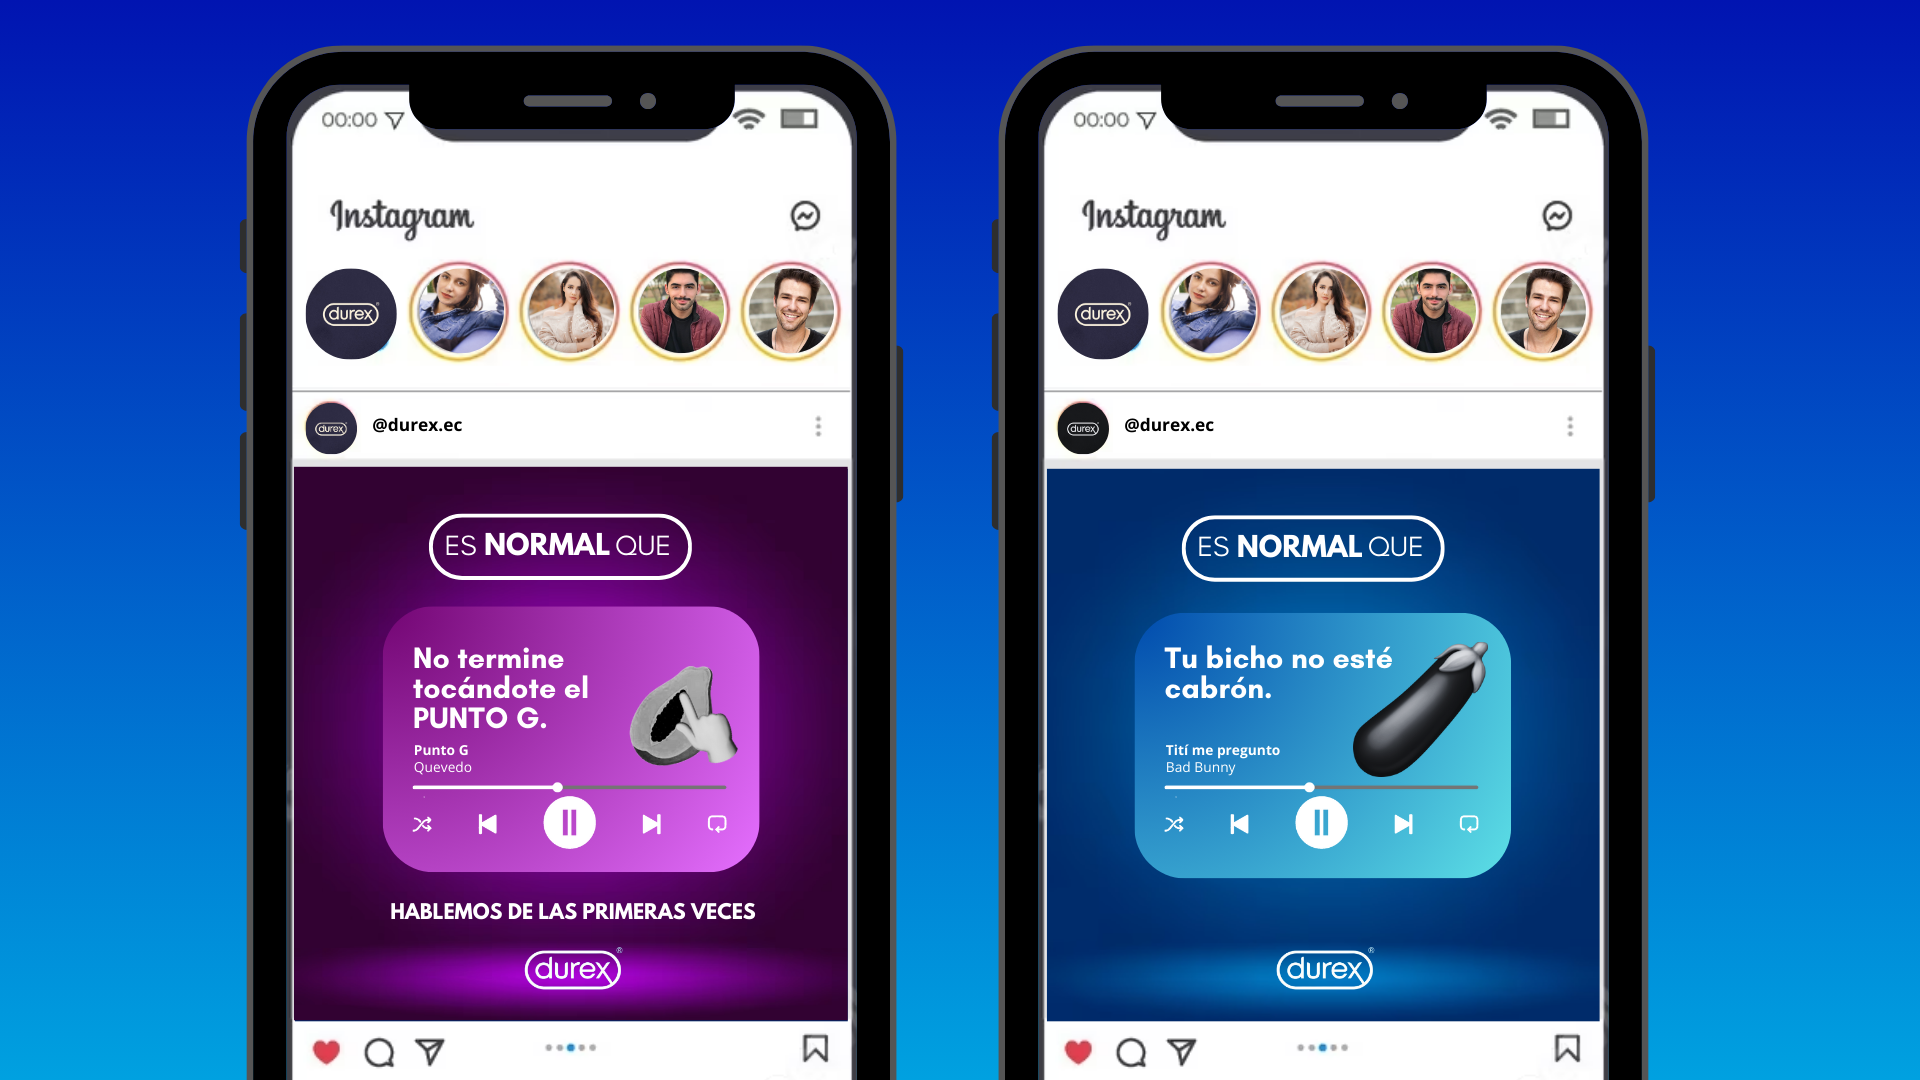 00:00
Instagram
durex
durex
@durex.ec
ES NORMAL QUE
No termine
tocándote el
PUNTO G.
Punto G
Quevedo
HABLEMOS DE LAS PRIMERAS VECES
durex®
00:00
Instagram
durex
durex
@durex.ec
ES NORMAL QUE
Tu bicho no esté
cabrón.
Tití me pregunto
Bad Bunny
durex®